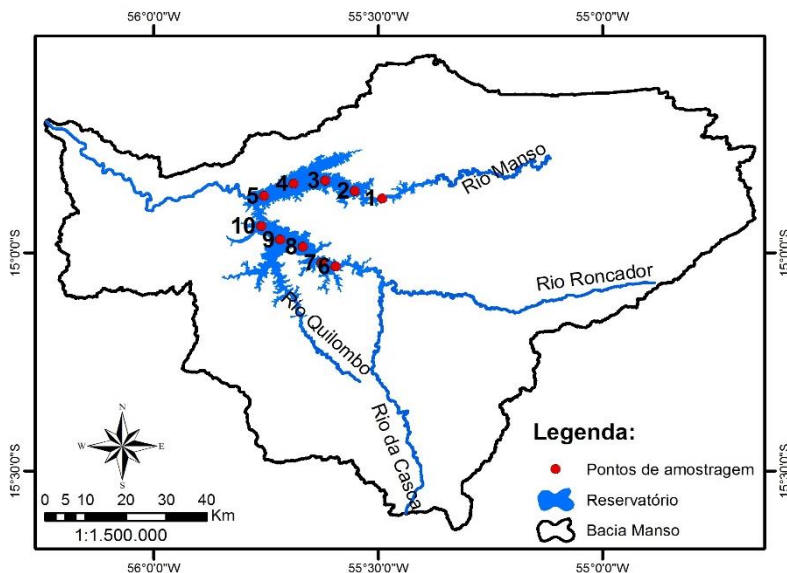 56°0'0"W
55°30'0"W
55°0'0"W
15°0'0"S
15°0'0"S
15°30'0"S
15°30'0"S
Rio Manso
1
2
3
4
5
10
9
8
7
6
Rio Roncador
Rio Quilombo
Rio da Casca
N
W
E
S
0 5 10 20 30 40
Km
1:1.500.000
Legenda:
Pontos de amostragem
Reservatório
Bacia Manso
56°0'0"W
55°30'0"W
55°0'0"W